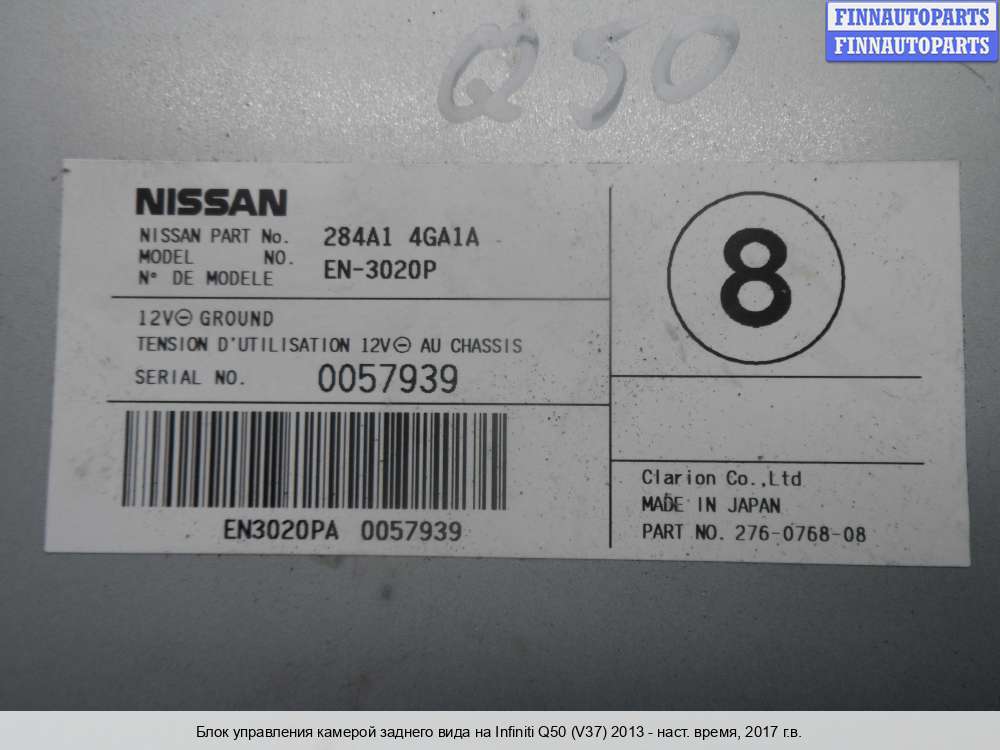 Q50
FINNAUTOPARTS
FINNAUTOPARTS
NISSAN
NISSAN PART No. 284A1 4GA1A
MODEL NO. EN-3020P
N° DE MODELE
12V⊖ GROUND
TENSION D'UTILISATION 12V⊖ AU CHASSIS
SERIAL NO. 0057939
EN3020PA 0057939
8
Clarion Co.,Ltd
MADE IN JAPAN
PART NO. 276-0768-08
Блок управления камерой заднего вида на Infiniti Q50 (V37) 2013 - наст. время, 2017 г.в.